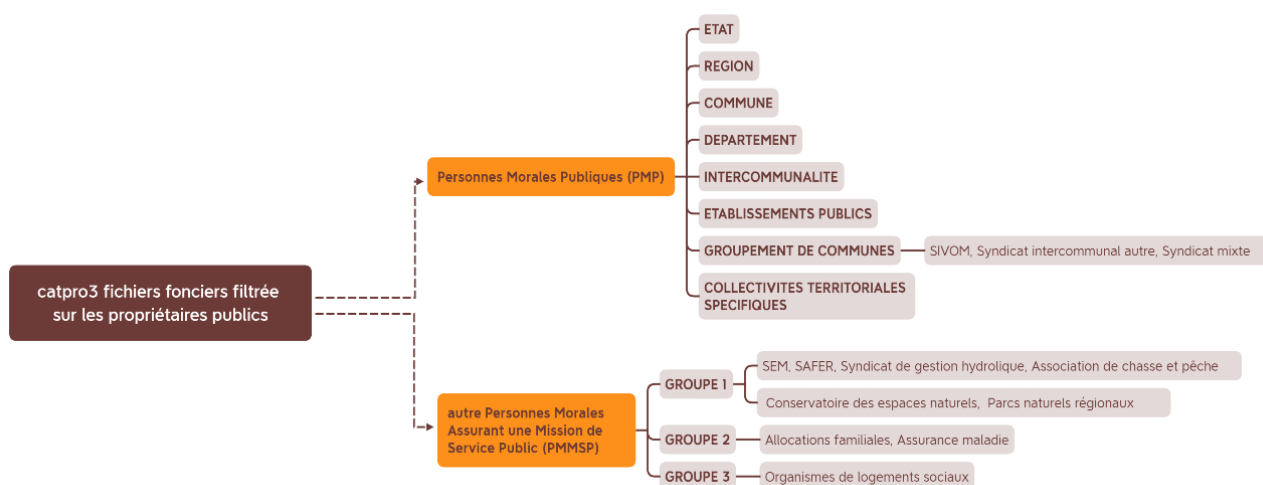 ETAT
REGION
COMMUNE
DEPARTEMENT
Personnes Morales Publiques (PMP)
INTERCOMMUNALITE
ETABLISSEMENTS PUBLICS
GROUPEMENT DE COMMUNES
SIVOM, Syndicat intercommunal autre, Syndicat mixte
COLLECTIVITES TERRITORIALES
SPECIFIQUES
catpro3 fichiers fonciers filtrée
sur les propriétaires publics
autre Personnes Morales
Assurant une Mission de
Service Public (PMMSP)
GROUPE 1
SEM, SAFER, Syndicat de gestion hydrolique, Association de chasse et pêche
Conservatoire des espaces naturels, Parcs naturels régionaux
GROUPE 2
Allocations familiales, Assurance maladie
GROUPE 3
Organismes de logements sociaux